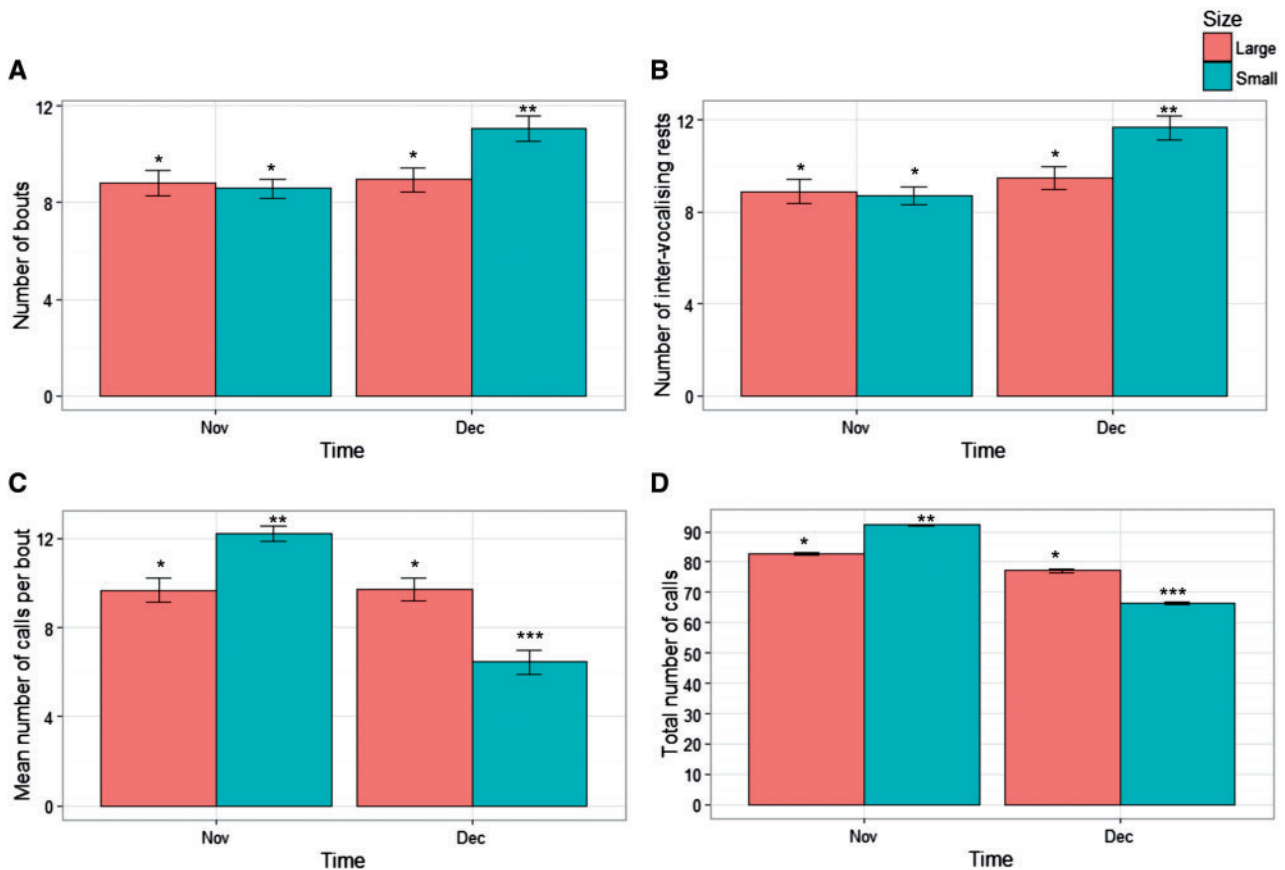 Size
Large
Small
A
Number of bouts
12
8
4
0
*
*
*
**
Nov
Dec
Time
B
Number of inter-vocalising rests
12
8
4
0
*
*
*
**
Nov
Dec
Time
C
Mean number of calls per bout
12
8
4
0
*
**
*
***
Nov
Dec
Time
D
Total number of calls
90
80
70
60
50
40
30
20
10
0
*
**
*
***
Nov
Dec
Time